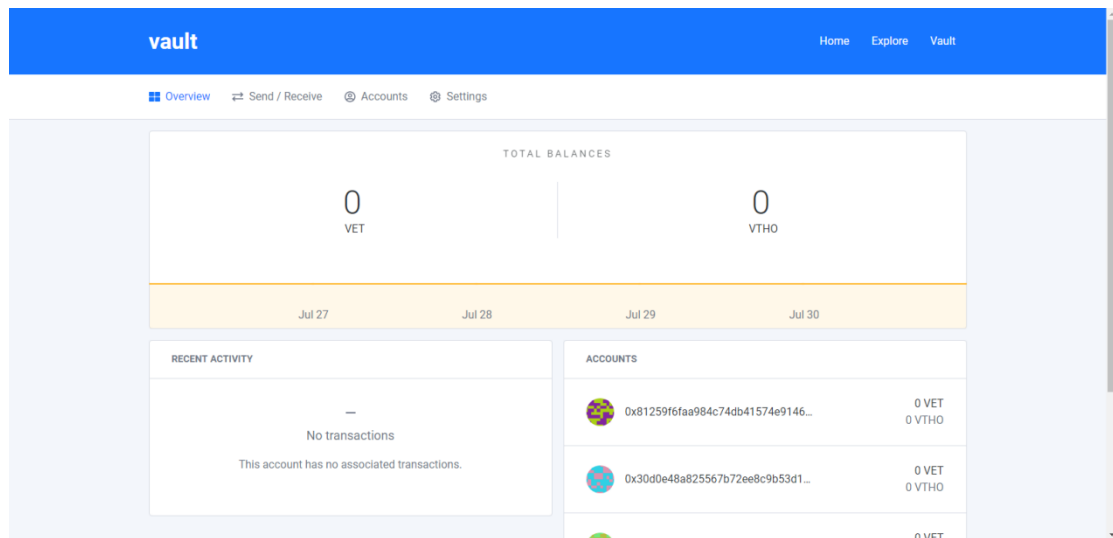 vault
Home Explore Vault
Overview Send / Receive Accounts Settings
TOTAL BALANCES
0 0
VET VTHO
Jul 27 Jul 28 Jul 29 Jul 30
RECENT ACTIVITY
–
No transactions
This account has no associated transactions.
ACCOUNTS
0x81259f6faa984c74db41574e9146... 0 VET
0 VTHO
0x30d0e48a825567b72ee8c9b53d1... 0 VET
0 VTHO
0 VET